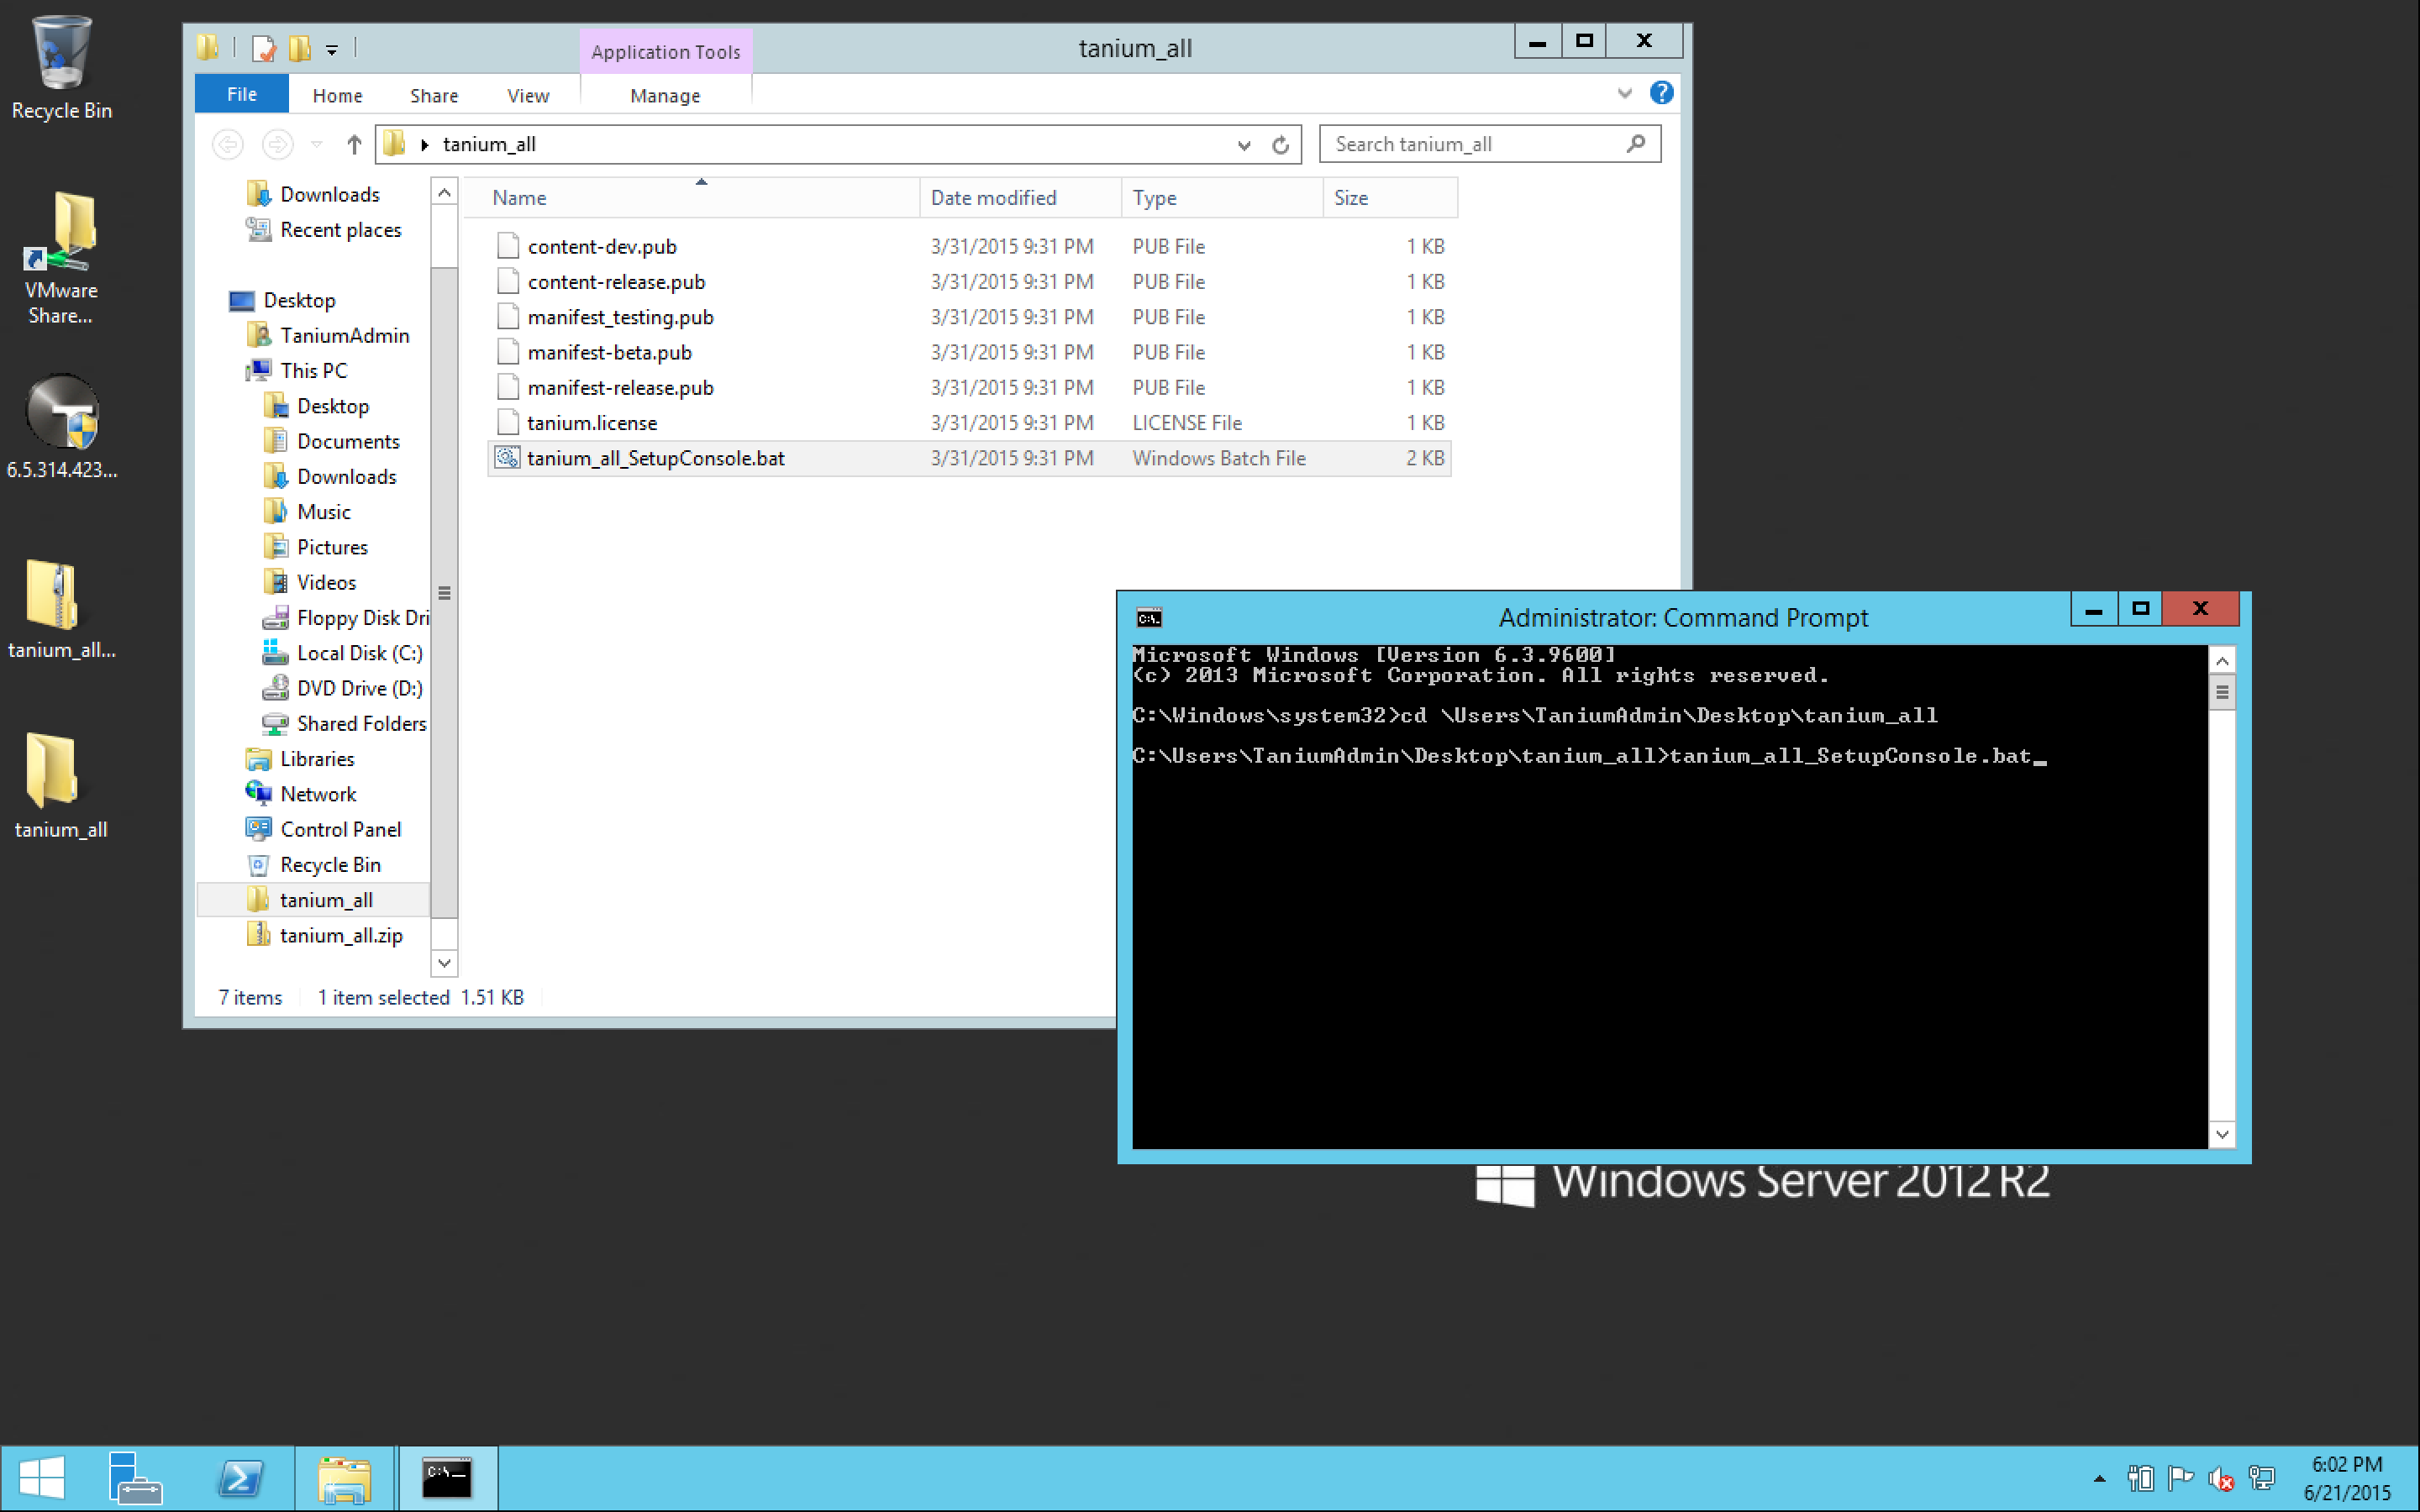 Recycle Bin
VMware
Share...
6.5.314.423...
tanium_all...
tanium_all
Application Tools
tanium_all
File
Home
Share
View
Manage
tanium_all
Search tanium_all
Downloads
Recent places
Desktop
TaniumAdmin
This PC
Desktop
Documents
Downloads
Music
Pictures
Videos
Floppy Disk Dri
Local Disk (C:)
DVD Drive (D:)
Shared Folders
Libraries
Network
Control Panel
Recycle Bin
tanium_all
tanium_all.zip
Name Date modified Type Size
content-dev.pub 3/31/2015 9:31 PM PUB File 1 KB
content-release.pub 3/31/2015 9:31 PM PUB File 1 KB
manifest_testing.pub 3/31/2015 9:31 PM PUB File 1 KB
manifest-beta.pub 3/31/2015 9:31 PM PUB File 1 KB
manifest-release.pub 3/31/2015 9:31 PM PUB File 1 KB
tanium.license 3/31/2015 9:31 PM LICENSE File 1 KB
tanium_all_SetupConsole.bat 3/31/2015 9:31 PM Windows Batch File 2 KB
7 items 1 item selected 1.51 KB
Administrator: Command Prompt
Microsoft Windows [Version 6.3.9600]
(c) 2013 Microsoft Corporation. All rights reserved.
C:\Windows\system32>cd \Users\TaniumAdmin\Desktop\tanium_all
C:\Users\TaniumAdmin\Desktop\tanium_all>tanium_all_SetupConsole.bat_
Windows Server 2012 R2
6:02 PM
6/21/2015